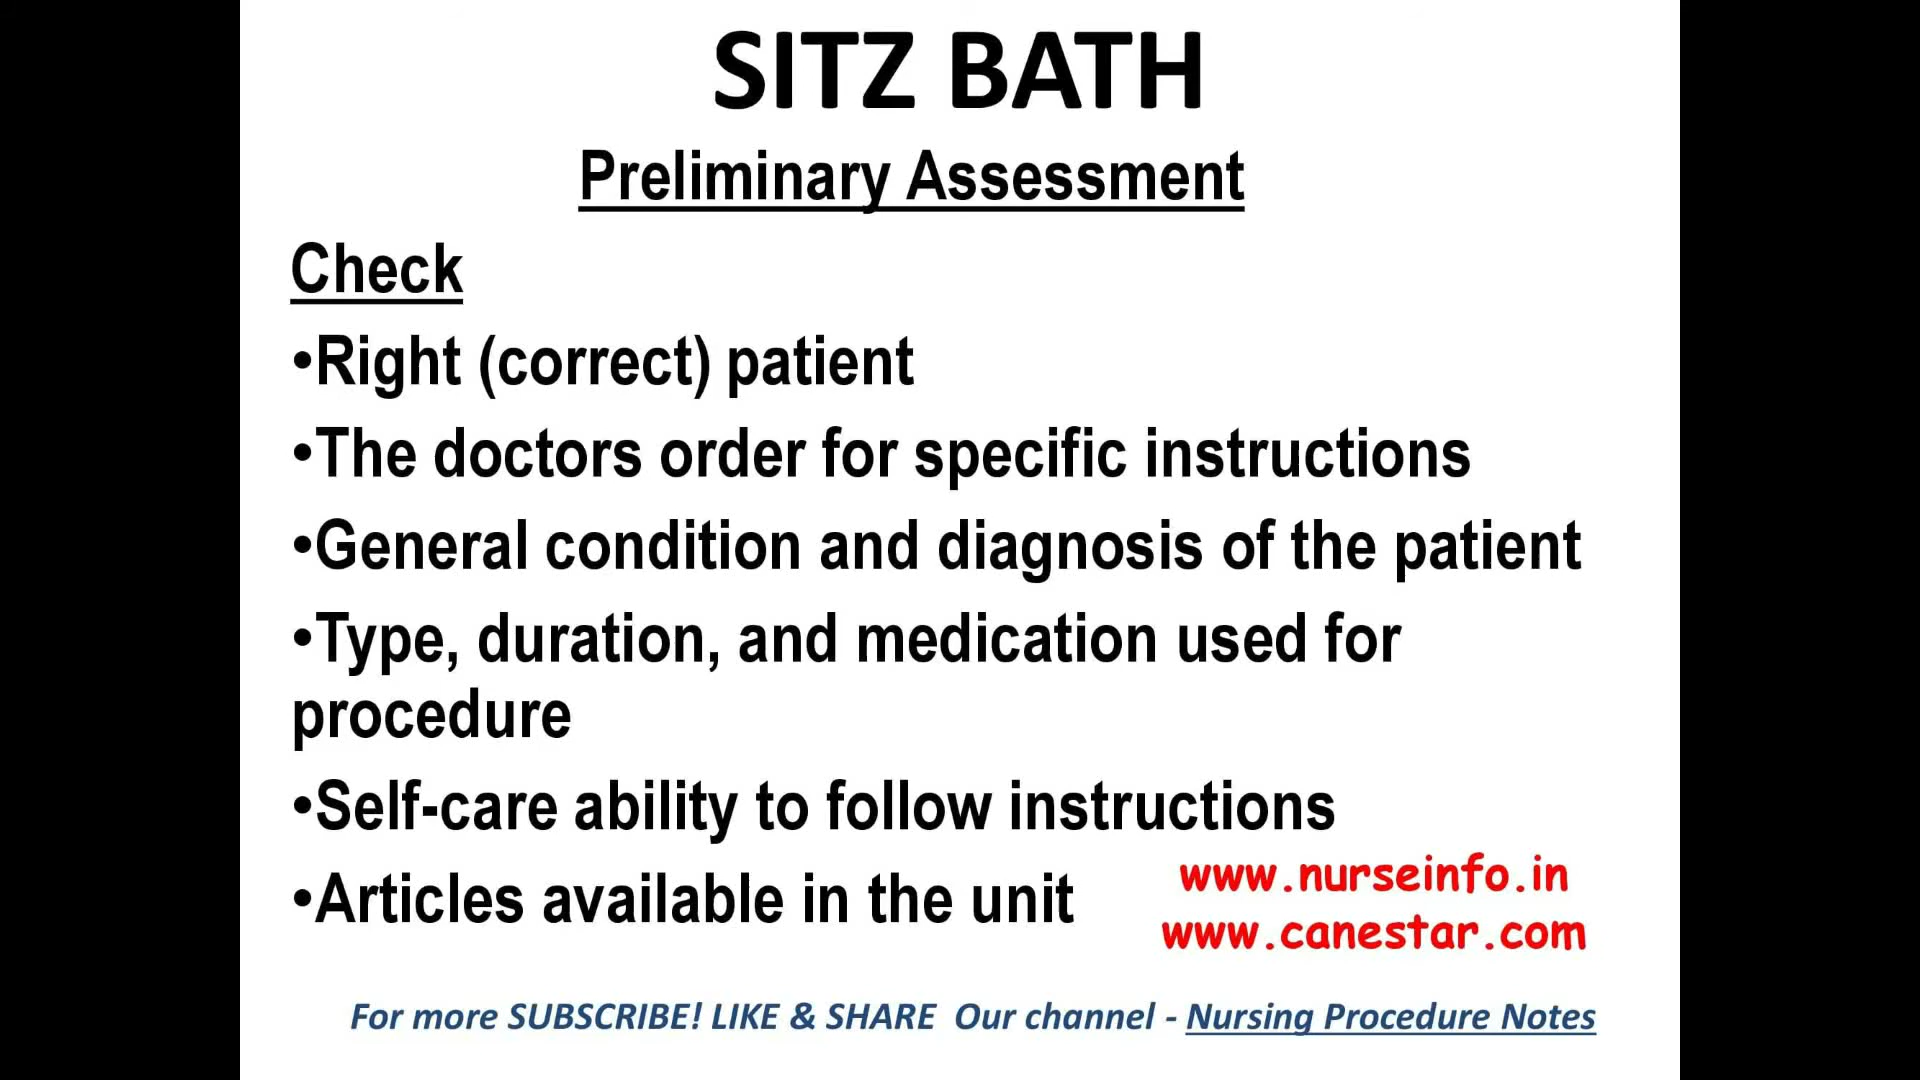 SITZ BATH
Preliminary Assessment
Check
•Right (correct) patient
•The doctors order for specific instructions
•General condition and diagnosis of the patient
•Type, duration, and medication used for
procedure
•Self-care ability to follow instructions
•Articles available in the unit
www.nurseinfo.in
www.canestar.com
For more SUBSCRIBE! LIKE & SHARE Our channel - Nursing Procedure Notes